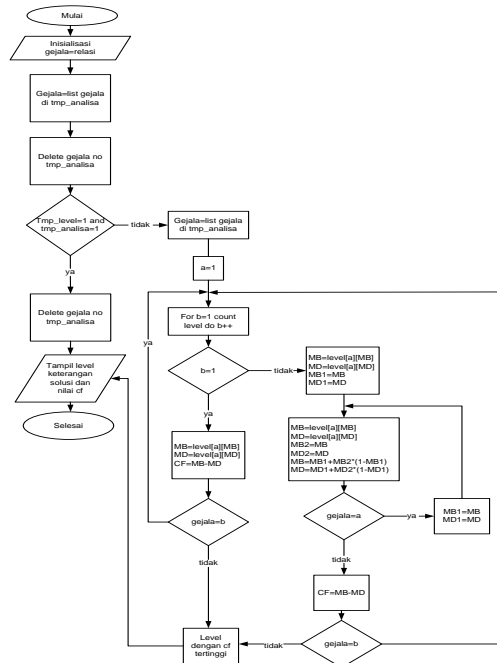 Mulai
Inisialisasi
gejala=relasi
Gejala=list gejala
di tmp_analisa
Delete gejala no
tmp_analisa
Tmp_level=1 and
tmp_analisa=1
tidak
Gejala=list gejala
di tmp_analisa
ya
a=1
Delete gejala no
tmp_analisa
ya
For b=1 count
level do b++
Tampil level
keterangan
solusi dan
nilai cf
b=1
tidak
MB=level[a][MB]
MD=level[a][MD]
MB1=MB
MD1=MD
Selesai
ya
MB=level[a][MB]
MD=level[a][MD]
CF=MB-MD
MB=level[a][MB]
MD=level[a][MD]
MB2=MB
MD2=MD
MB=MB1+MB2*(1-MB1)
MD=MD1+MD2*(1-MD1)
gejala=b
gejala=a
ya
MB1=MB
MD1=MD
tidak
tidak
CF=MB-MD
Level
dengan cf
tertinggi
tidak
gejala=b